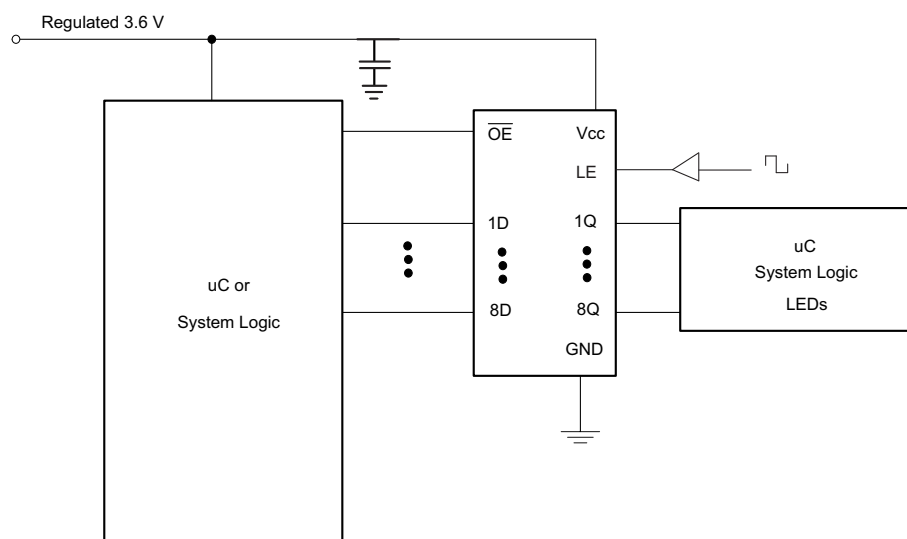 Regulated 3.6 V
OE
Vcc
LE
1D
1Q
uC
System Logic
LEDs
uC or
System Logic
8D
8Q
GND